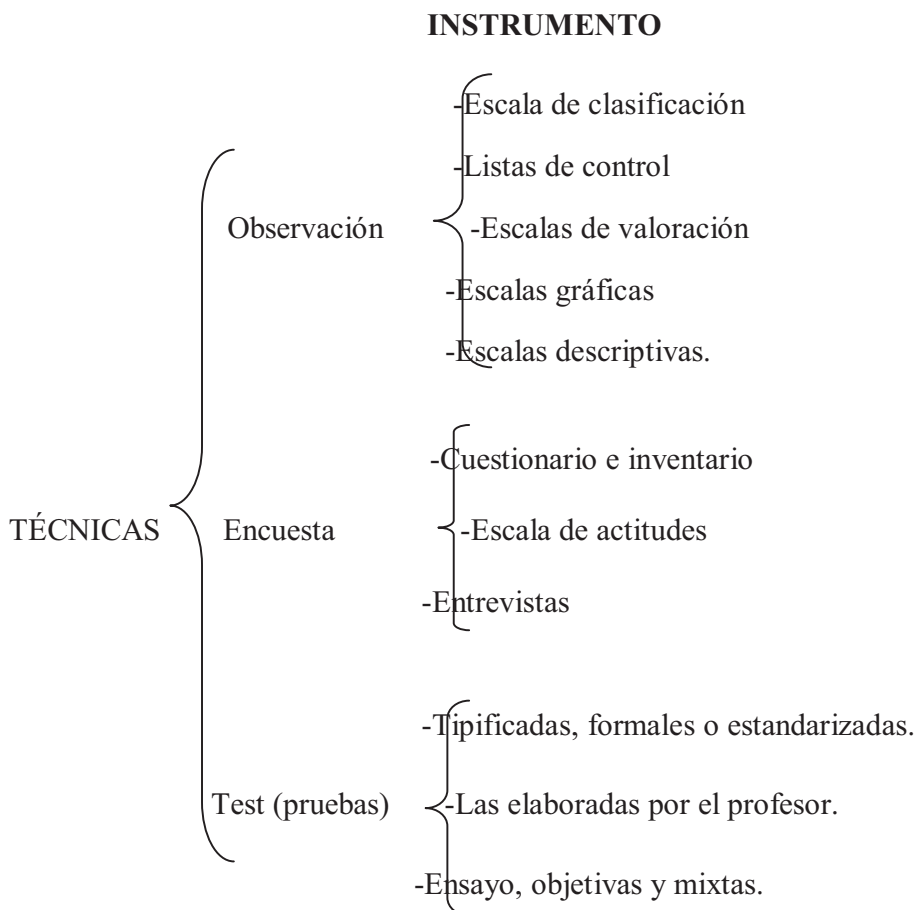 INSTRUMENTO
-Escala de clasificación
-Listas de control
Observación
-Escalas de valoración
-Escalas gráficas
-Escalas descriptivas.
-Cuestionario e inventario
TÉCNICAS
Encuesta
-Escala de actitudes
-Entrevistas
-Tipificadas, formales o estandarizadas.
Test (pruebas)
-Las elaboradas por el profesor.
-Ensayo, objetivas y mixtas.